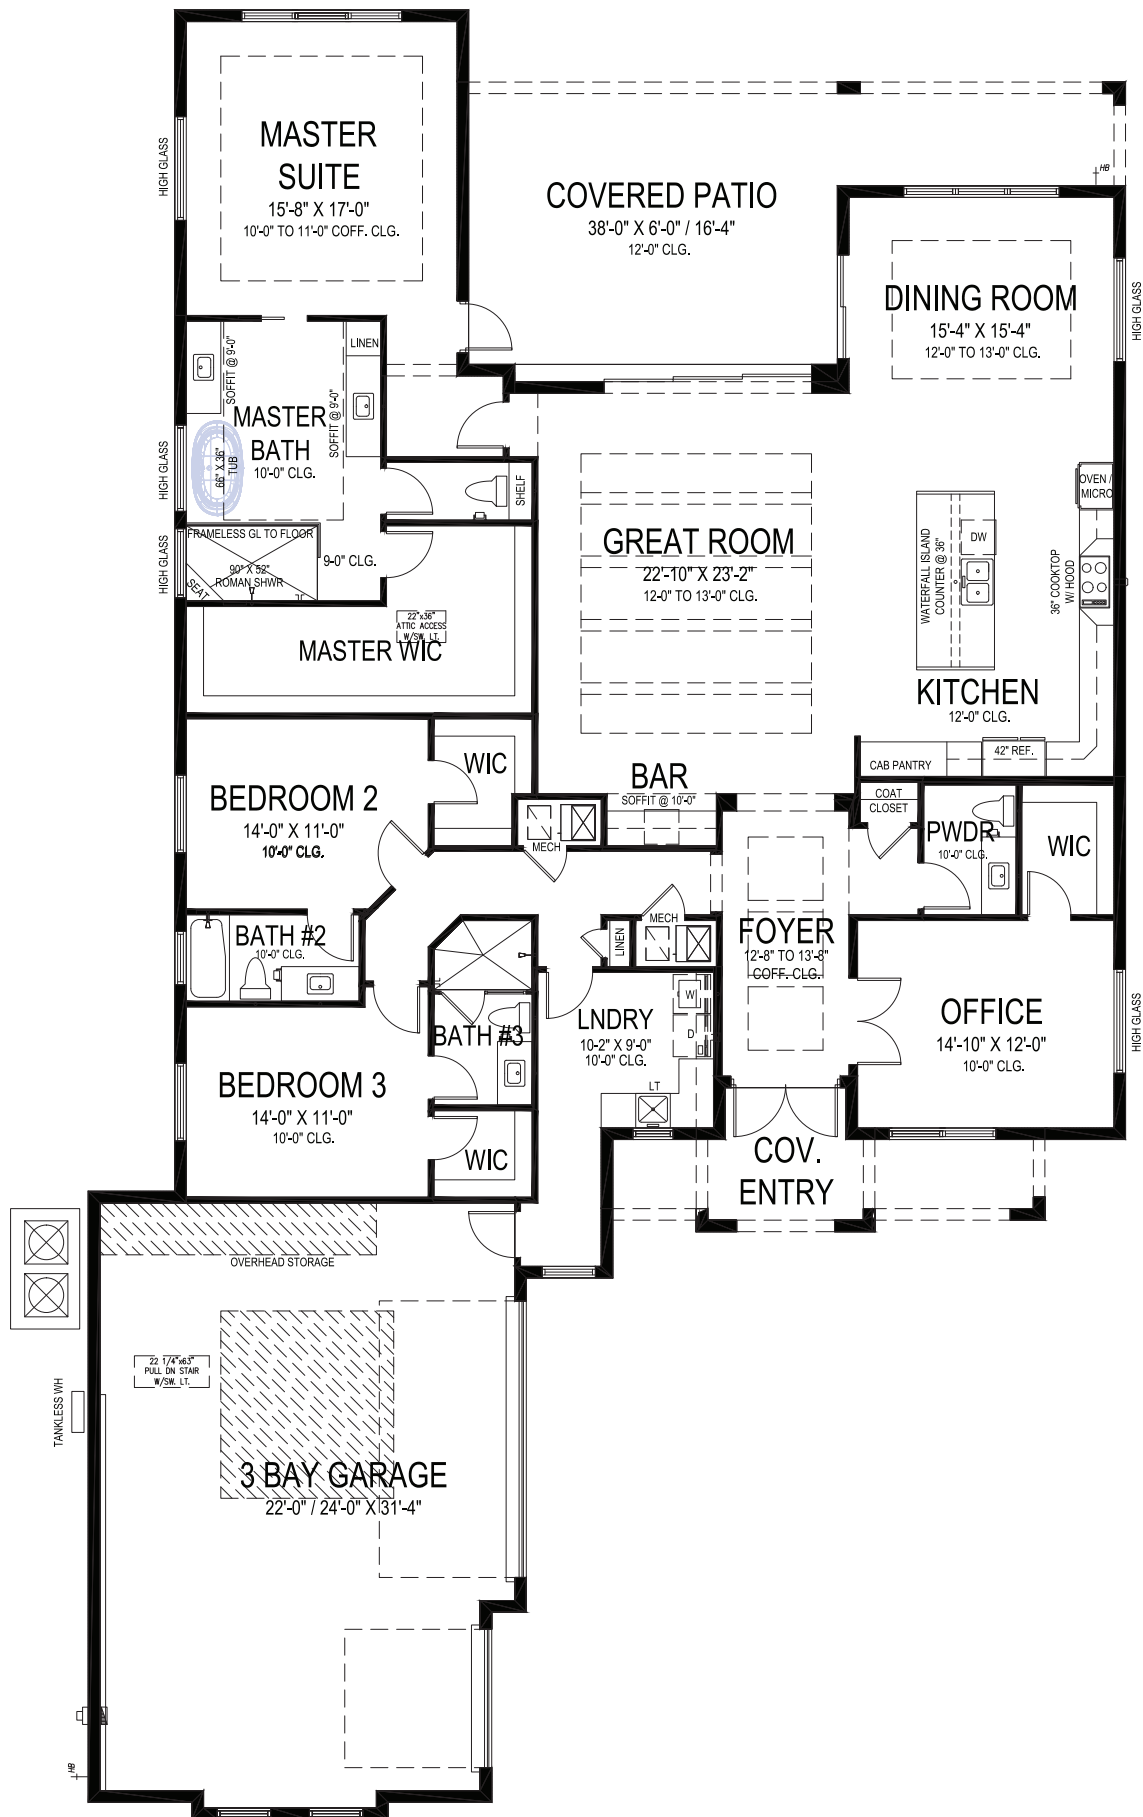 MASTER
SUITE
15'-8" X 17'-0"
10'-0" TO 11'-0" COFF. CLG.
HIGH GLASS
COVERED PATIO
38'-0" X 6'-0" / 16'-4"
12'-0" CLG.
HB
DINING ROOM
15'-4" X 15'-4"
12'-0" TO 13'-0" CLG.
HIGH GLASS
LINEN
SOFFIT @ 9'-0"
SOFFIT @ 9'-0"
MASTER
BATH
10'-0" CLG.
66" X 36"
TUB
HIGH GLASS
SHELF
OVEN /
MICRO
FRAMELESS GL TO FLOOR
9-0" CLG.
90" X 52"
ROMAN SHWR
SEAT
HIGH GLASS
GREAT ROOM
22'-10" X 23'-2"
12-0" TO 13'-0" CLG.
WATERFALL ISLAND
COUNTER @ 36"
DW
36" COOKTOP
W/ HOOD
22"x36"
ATTIC ACCESS
W/SW. LT.
MASTER WIC
KITCHEN
12'-0" CLG.
42" REF.
CAB PANTRY
WIC
BAR
SOFFIT @ 10'-0"
BEDROOM 2
14'-0" X 11'-0"
10'-0" CLG.
MECH
COAT
CLOSET
PWDR
10'-0" CLG.
WIC
BATH #2
10'-0" CLG.
LINEN
MECH
FOYER
12'-8" TO 13'-8"
COFF. CLG.
OFFICE
14'-10" X 12'-0"
10'-0" CLG.
HIGH GLASS
BATH #3
LNDRY
10-2" X 9'-0"
10'-0" CLG.
W
D
LT
BEDROOM 3
14'-0" X 11'-0"
10'-0" CLG.
WIC
COV.
ENTRY
OVERHEAD STORAGE
22 1/4"x63"
PULL DN STAIR
W/SW. LT.
TANKLESS WH
3 BAY GARAGE
22'-0" / 24'-0" X 31'-4"
HB